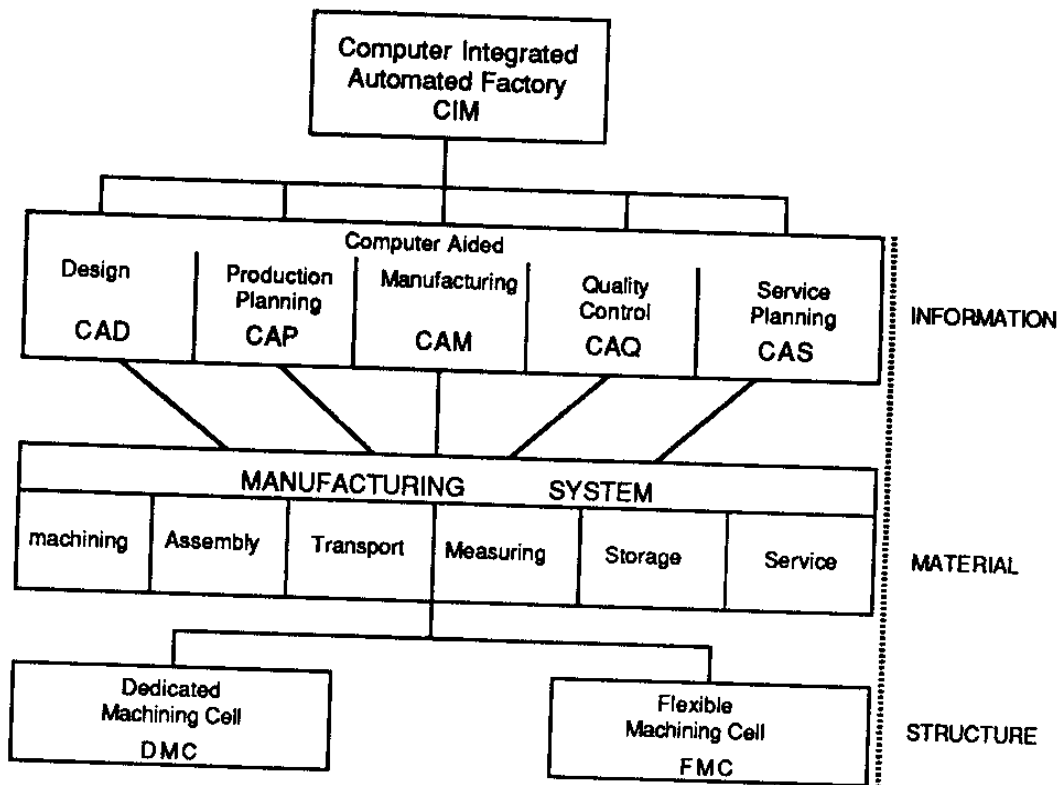 Computer Integrated
Automated Factory
CIM
Computer Aided
Design
CAD
Production
Planning
CAP
Manufacturing
CAM
Quality
Control
CAQ
Service
Planning
CAS
INFORMATION
MANUFACTURING SYSTEM
machining
Assembly
Transport
Measuring
Storage
Service
MATERIAL
Dedicated
Machining Cell
DMC
Flexible
Machining Cell
FMC
STRUCTURE